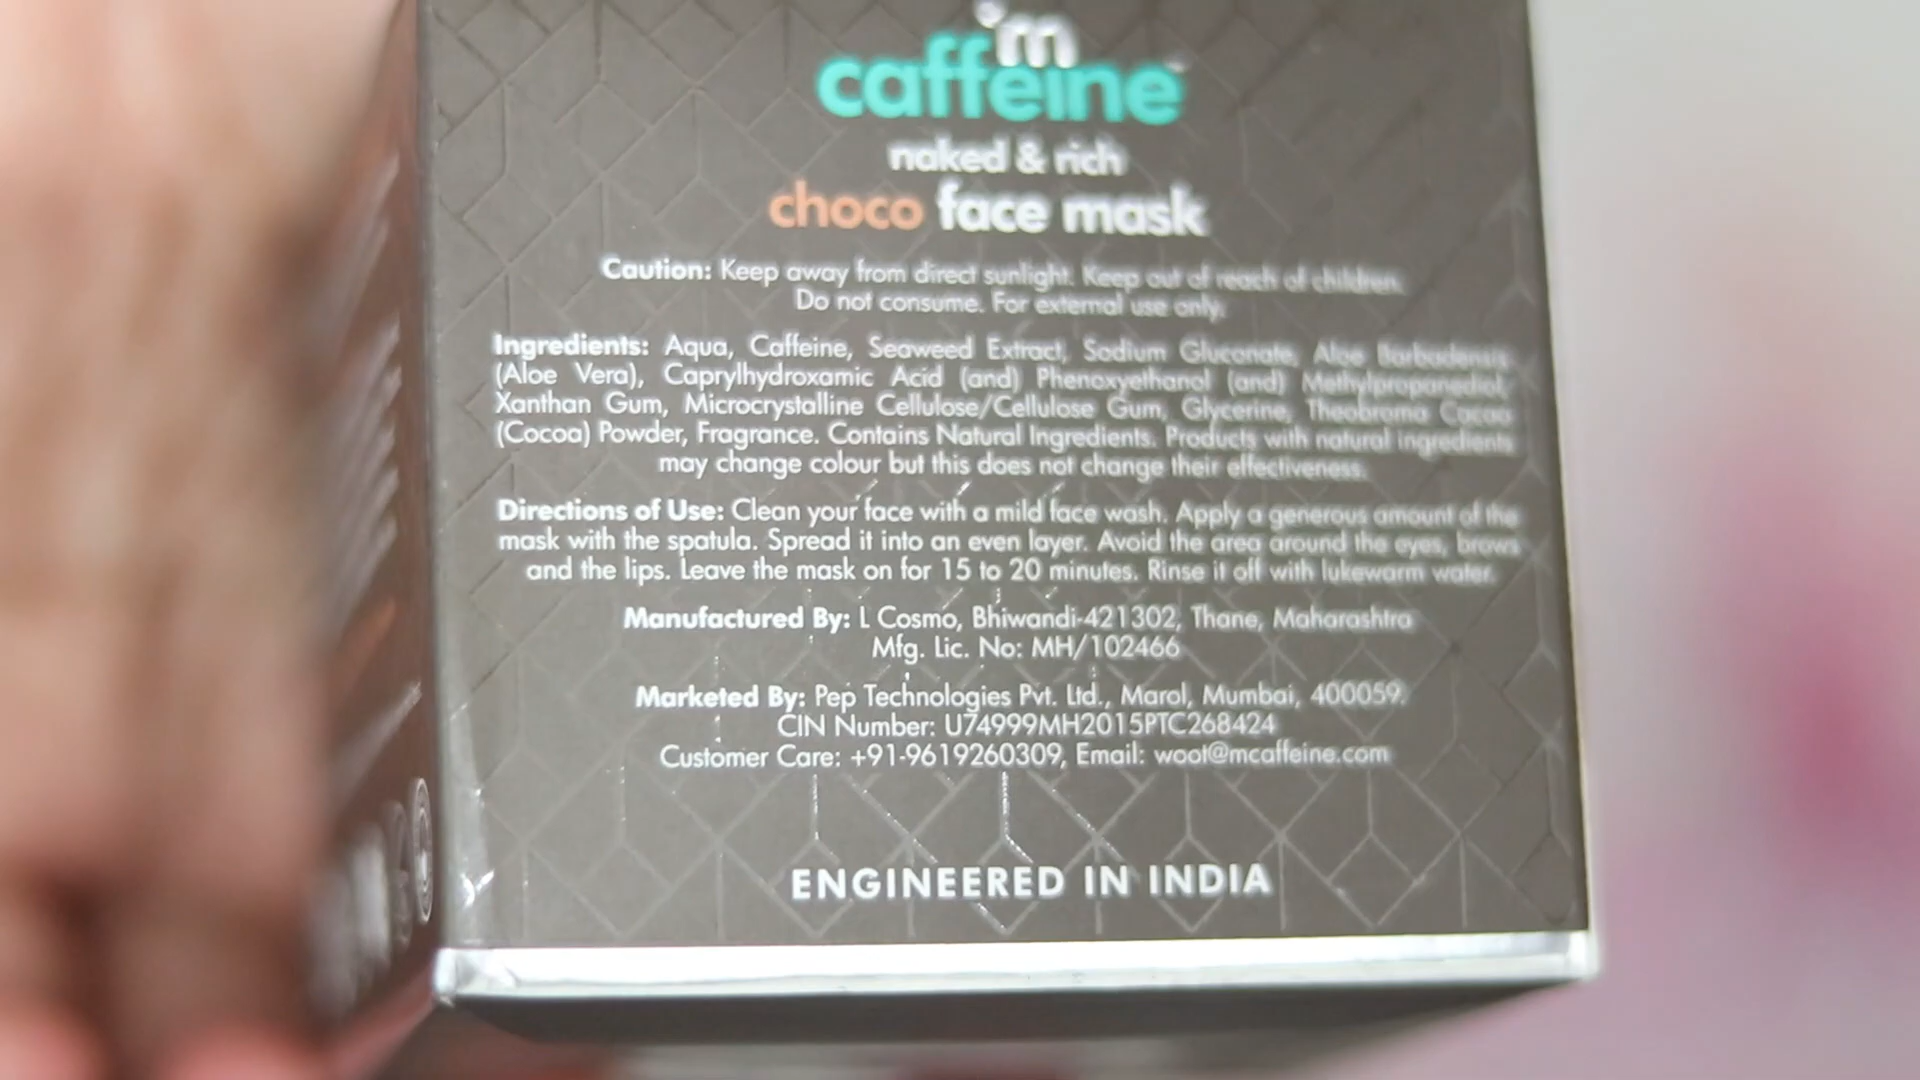 m
caffeine
naked & rich
choco face mask
Caution: Keep away from direct sunlight. Keep out of reach of children.
Do not consume. For external use only.
Ingredients: Aqua, Caffeine, Seaweed Extract, Sodium Gluconate, Aloe Barbadensis
(Aloe Vera), Caprylhydroxamic Acid (and) Phenoxyethanol (and) Methylpropanediol,
Xanthan Gum, Microcrystalline Cellulose/Cellulose Gum, Glycerine, Theobroma Cacao
(Cocoa) Powder, Fragrance. Contains Natural Ingredients. Products with natural ingredients
may change colour but this does not change their effectiveness.
Directions of Use: Clean your face with a mild face wash. Apply a generous amount of the
mask with the spatula. Spread it into an even layer. Avoid the area around the eyes, brows
and the lips. Leave the mask on for 15 to 20 minutes. Rinse it off with lukewarm water.
Manufactured By: L Cosmo, Bhiwandi-421302, Thane, Maharashtra
Mfg. Lic. No: MH/102466
Marketed By: Pep Technologies Pvt. Ltd., Marol, Mumbai, 400059.
CIN Number: U74999MH2015PTC268424
Customer Care: +91-9619260309, Email: woot@mcaffeine.com
ENGINEERED IN INDIA